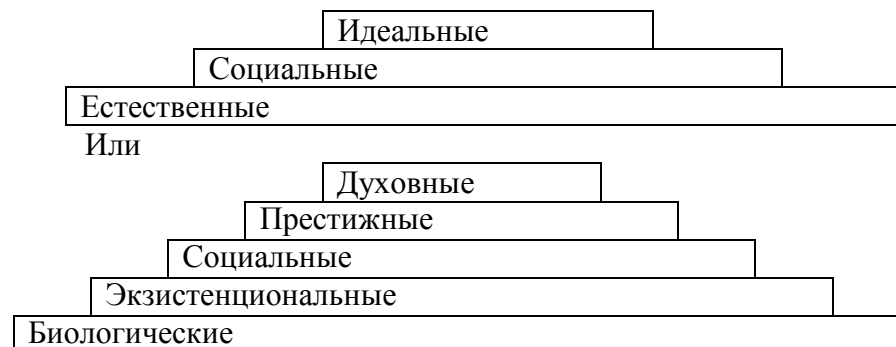 Идеальные
Социальные
Естественные
Или
Духовные
Престижные
Социальные
Экзистенциональные
Биологические